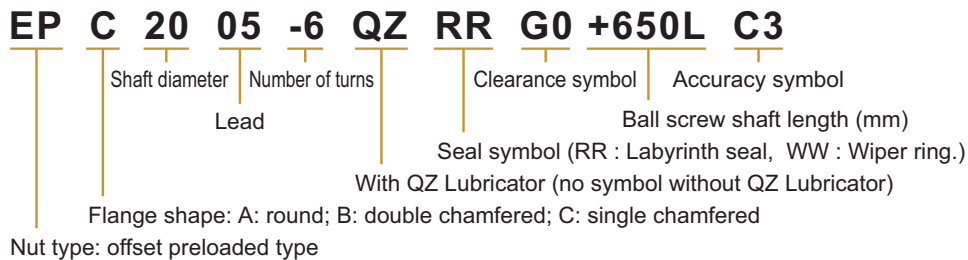 EP C 20 05 -6 QZ RR G0 +650L C3
Shaft diameter Number of turns Clearance symbol Accuracy symbol
Lead Ball screw shaft length (mm)
Seal symbol (RR : Labyrinth seal, WW : Wiper ring.)
With QZ Lubricator (no symbol without QZ Lubricator)
Flange shape: A: round; B: double chamfered; C: single chamfered
Nut type: offset preloaded type